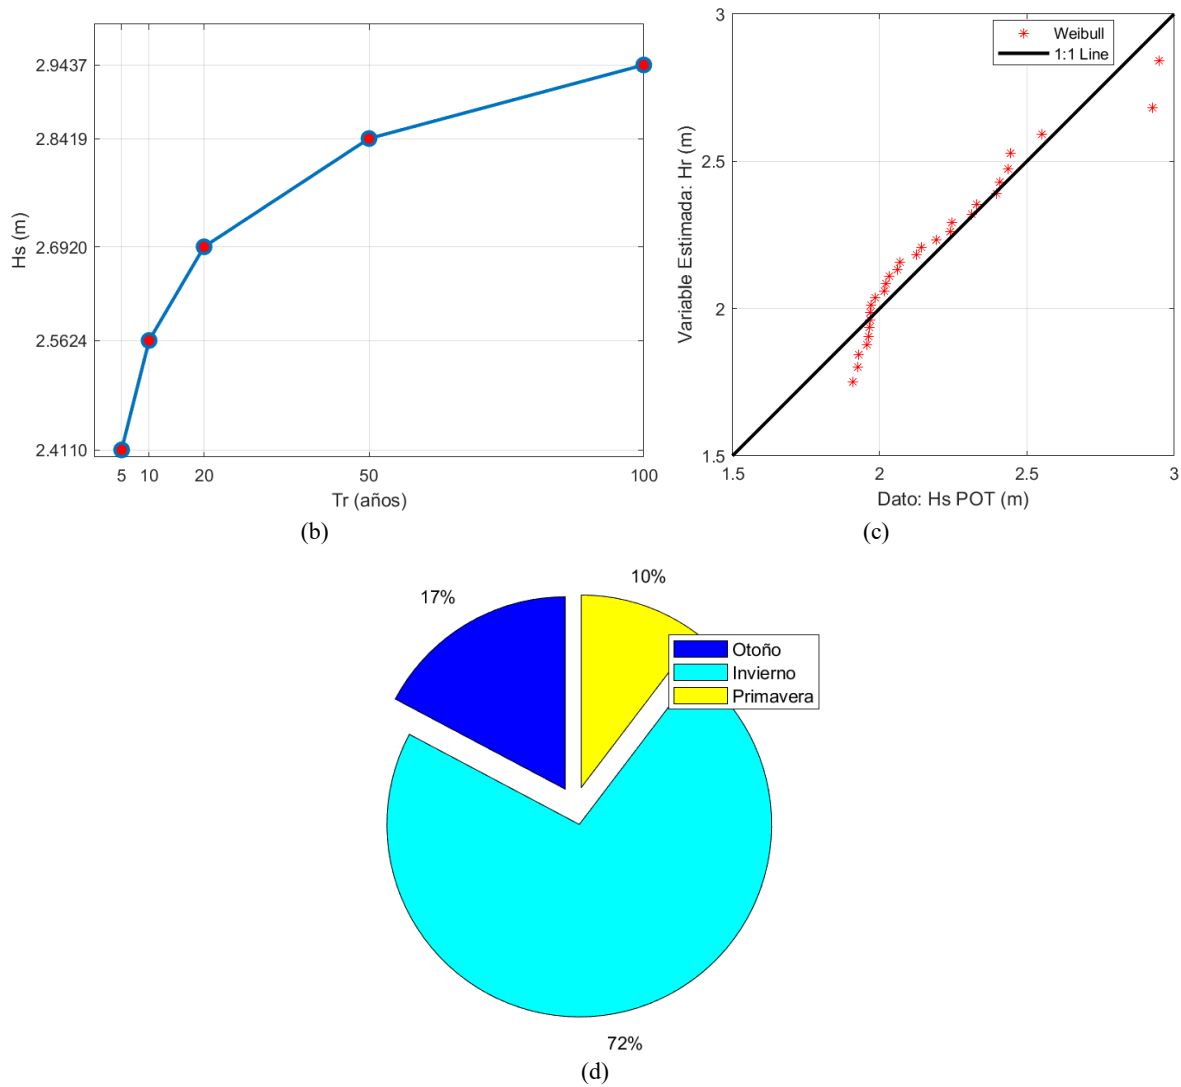 2.9437
2.8419
2.6920
2.5624
2.4110
Hs (m)
5 10 20 50 100
Tr (años)
(b)
3
2.5
2
1.5
Variable Estimada: Hr (m)
Weibull
1:1 Line
1.5 2 2.5 3
Dato: Hs POT (m)
(c)
17%
10%
Otoño
Invierno
Primavera
72%
(d)